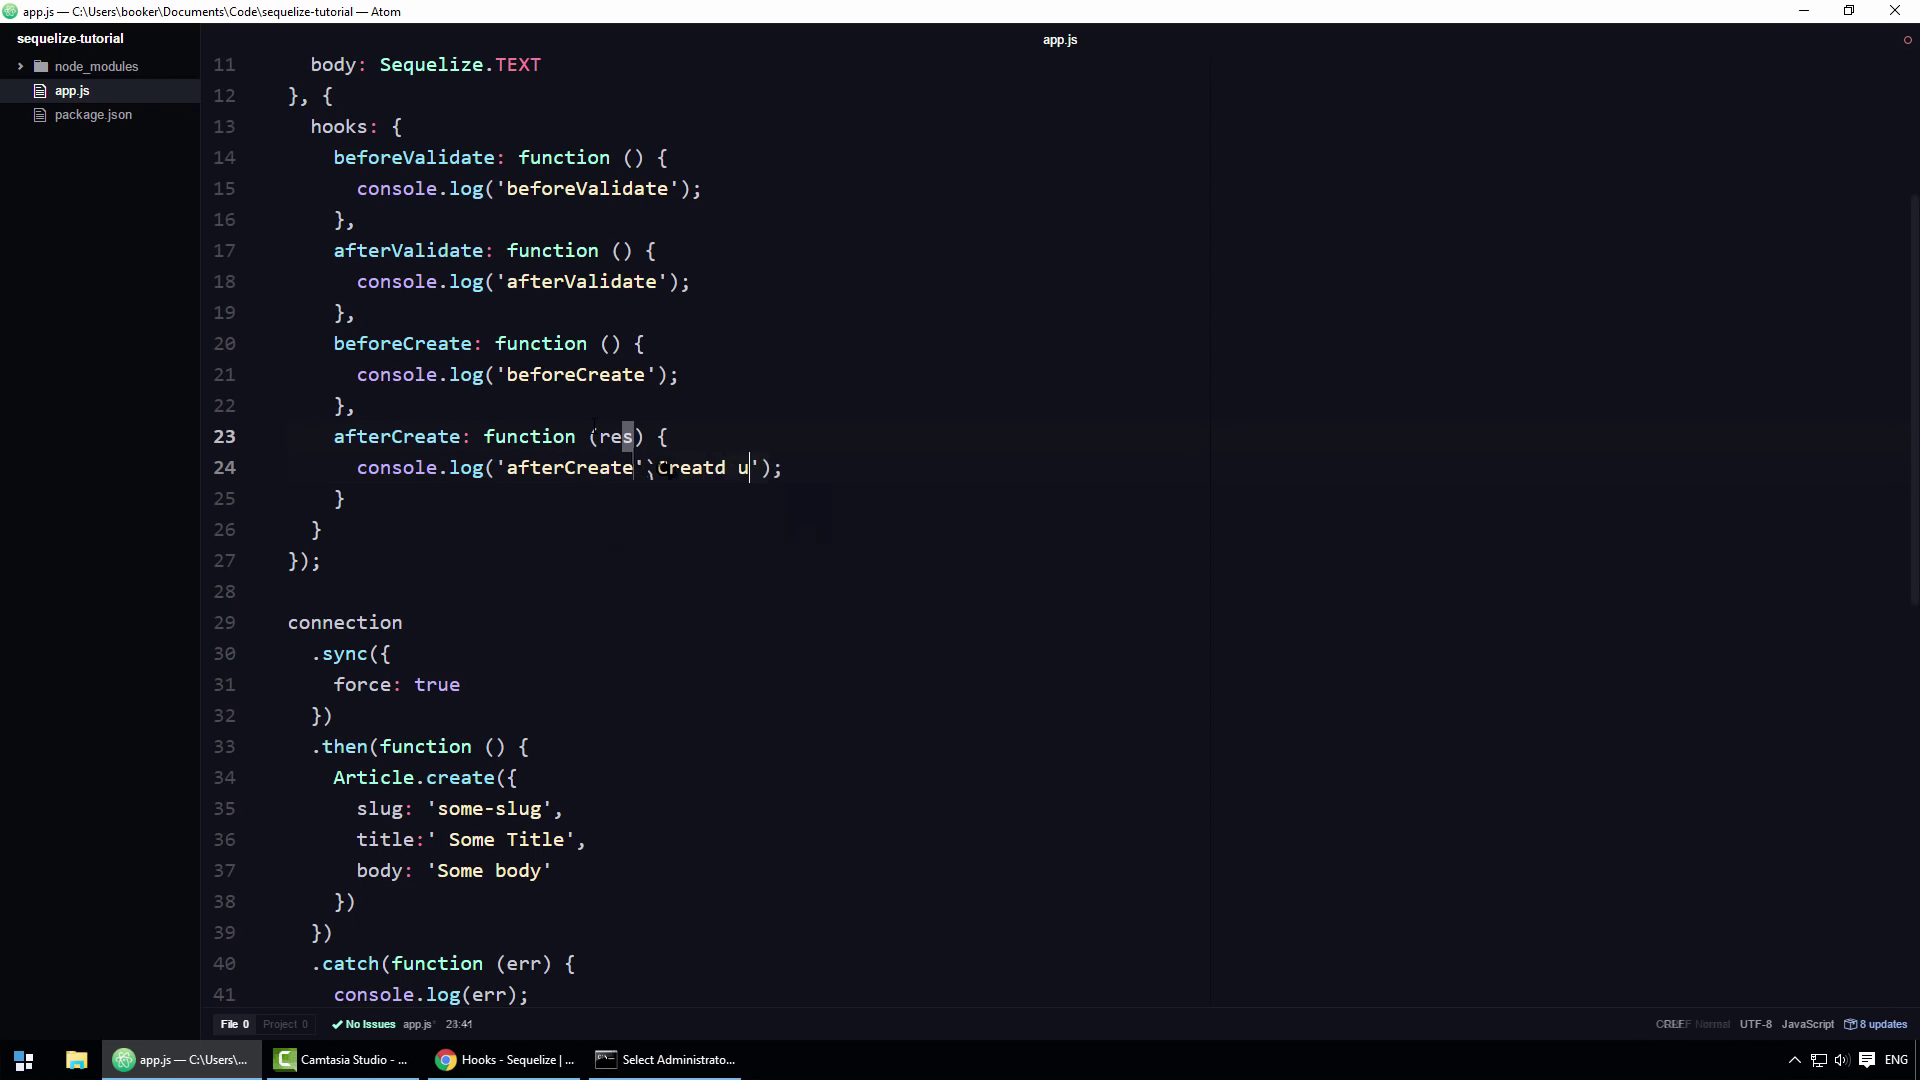 app.js — C:\Users\booker\Documents\Code\sequelize-tutorial — Atom
sequelize-tutorial
node_modules
app.js
package.json
app.js
11 body: Sequelize.TEXT
12 }, {
13 hooks: {
14 beforeValidate: function () {
15 console.log('beforeValidate');
16 },
17 afterValidate: function () {
18 console.log('afterValidate');
19 },
20 beforeCreate: function () {
21 console.log('beforeCreate');
22 },
23 afterCreate: function (res) {
24 console.log('afterCreate'`Creatd u');
25 }
26 }
27 });
28
29 connection
30 .sync({
31 force: true
32 })
33 .then(function () {
34 Article.create({
35 slug: 'some-slug',
36 title:' Some Title',
37 body: 'Some body'
38 })
39 })
40 .catch(function (err) {
41 console.log(err);
File 0 Project 0 No Issues app.js 23:41
Normal UTF-8 JavaScript 8 updates
app.js — C:\Users\... Camtasia Studio - ... Hooks - Sequelize | ... Select Administrato... ENG